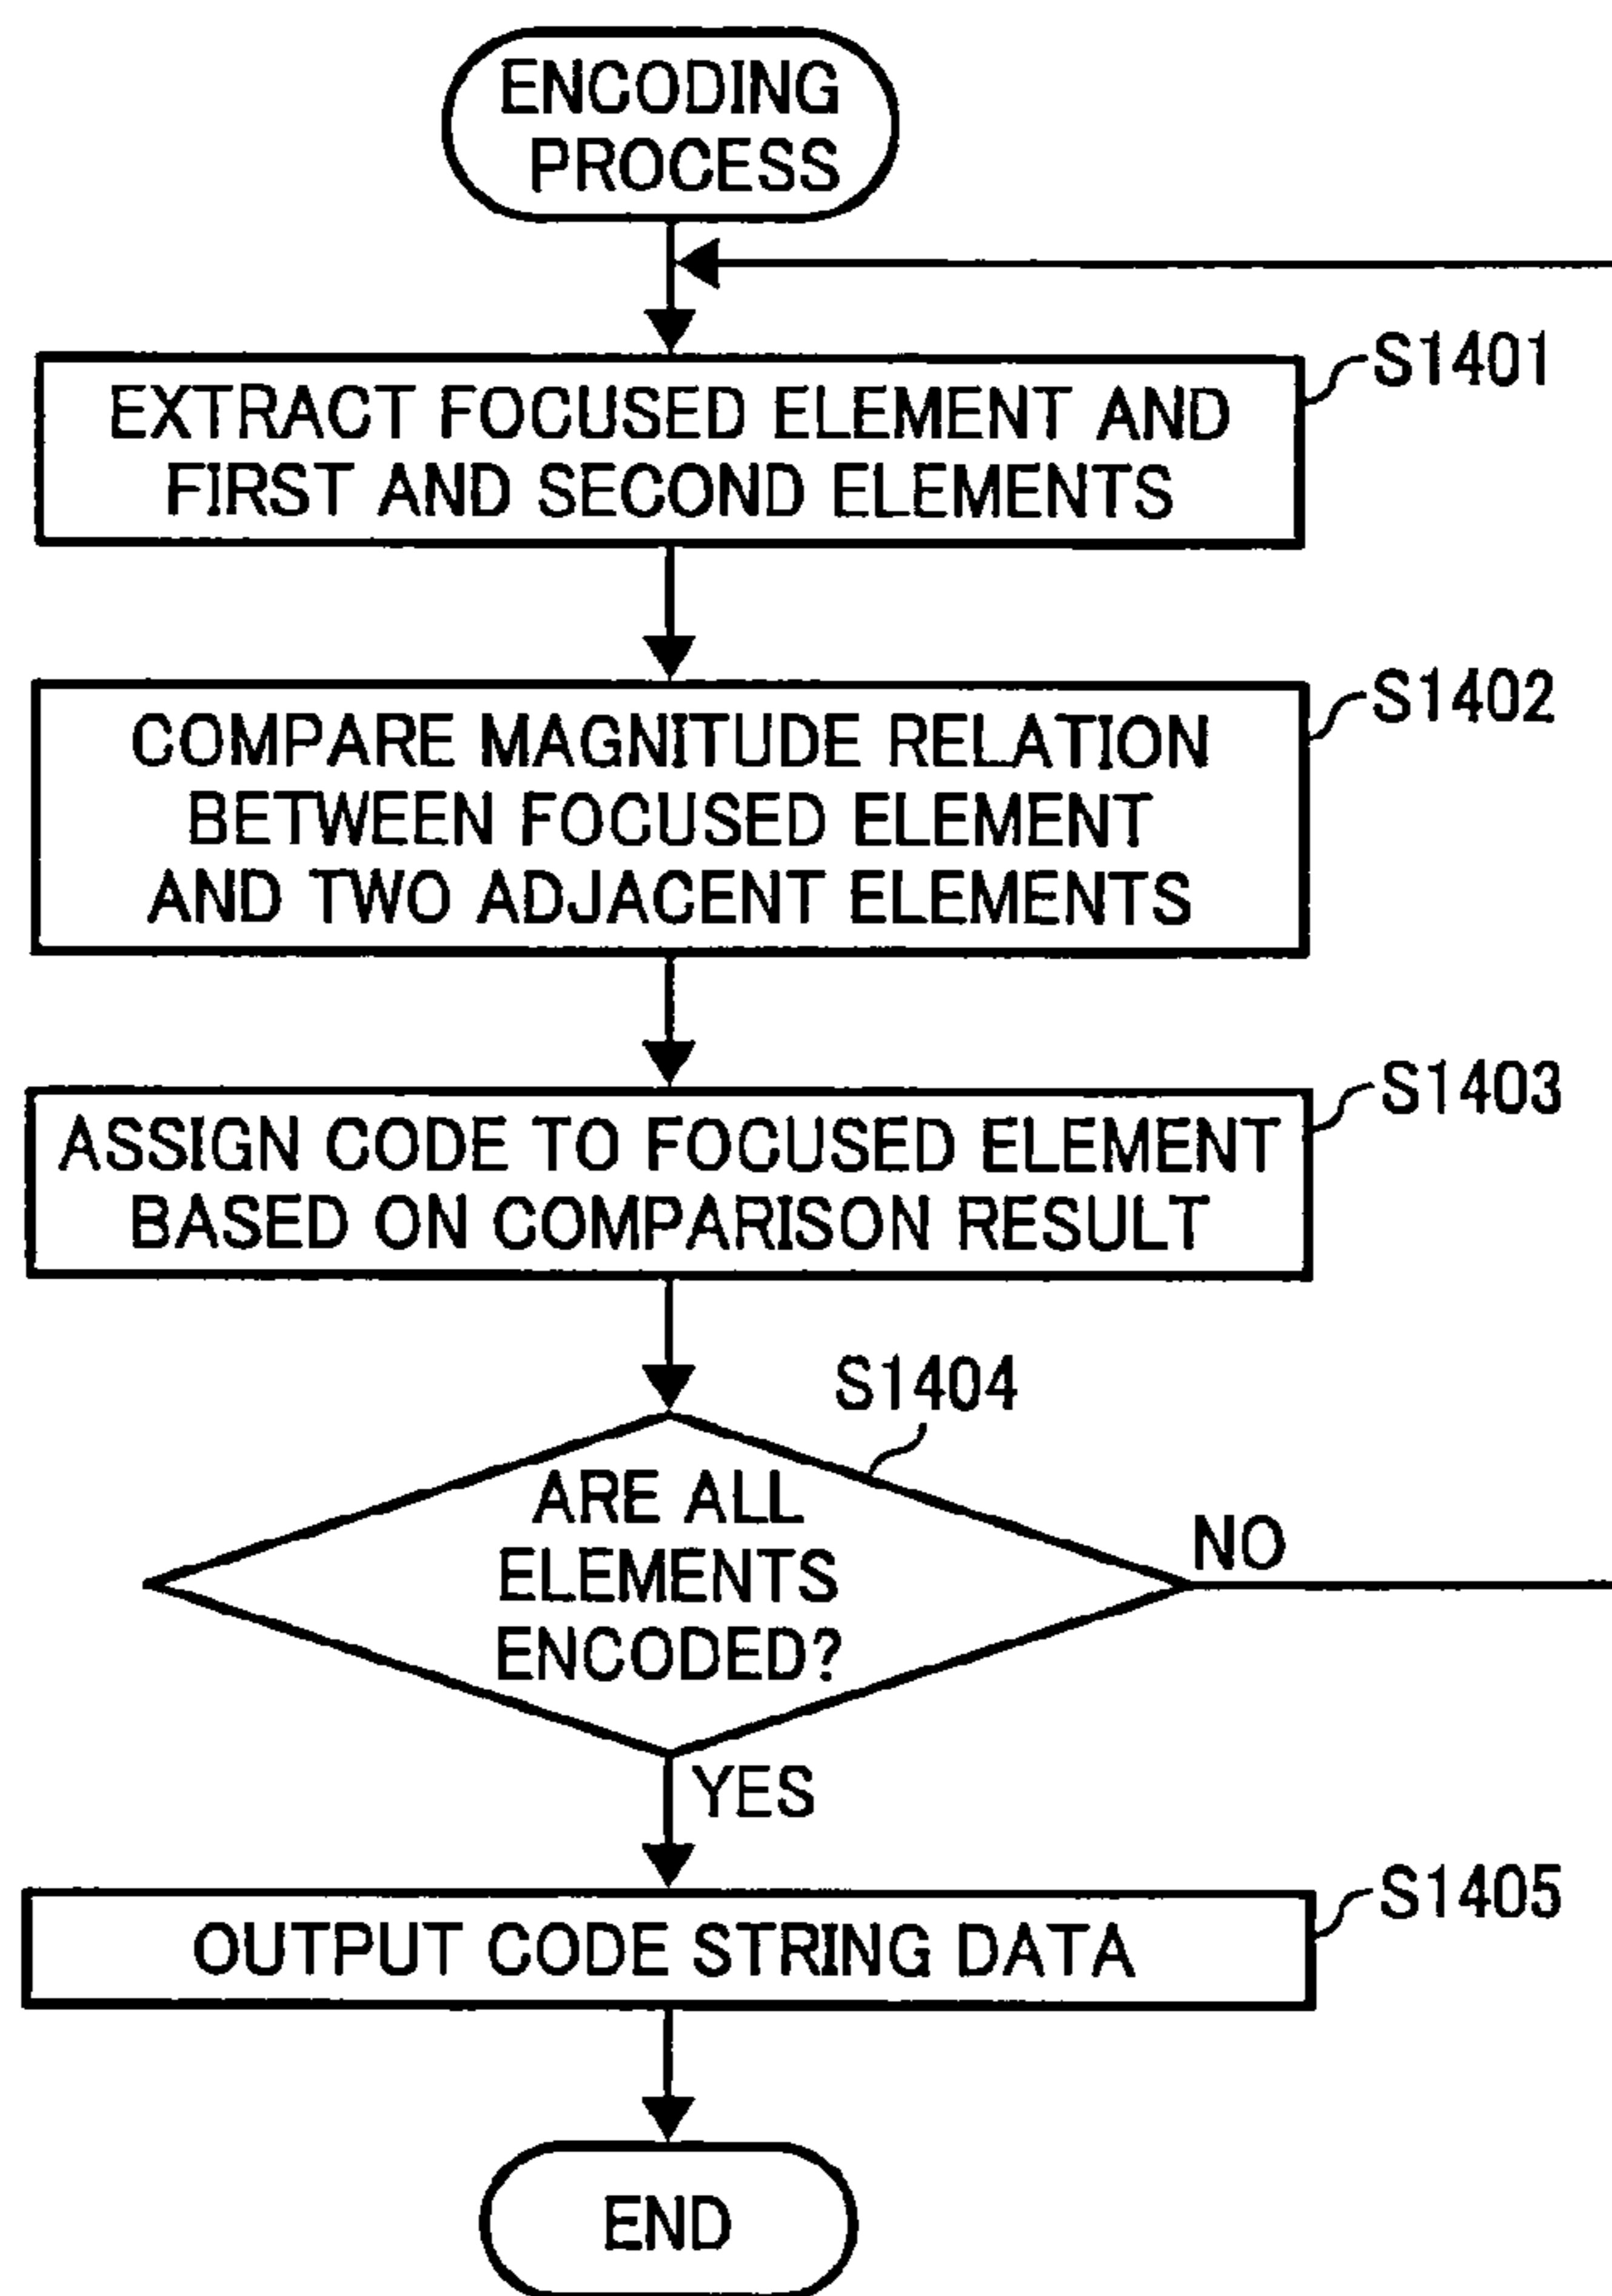 ENCODING
PROCESS
S1401
EXTRACT FOCUSED ELEMENT AND
FIRST AND SECOND ELEMENTS
S1402
COMPARE MAGNITUDE RELATION
BETWEEN FOCUSED ELEMENT
AND TWO ADJACENT ELEMENTS
S1403
ASSIGN CODE TO FOCUSED ELEMENT
BASED ON COMPARISON RESULT
S1404
ARE ALL
ELEMENTS
ENCODED?
NO
YES
S1405
OUTPUT CODE STRING DATA
END